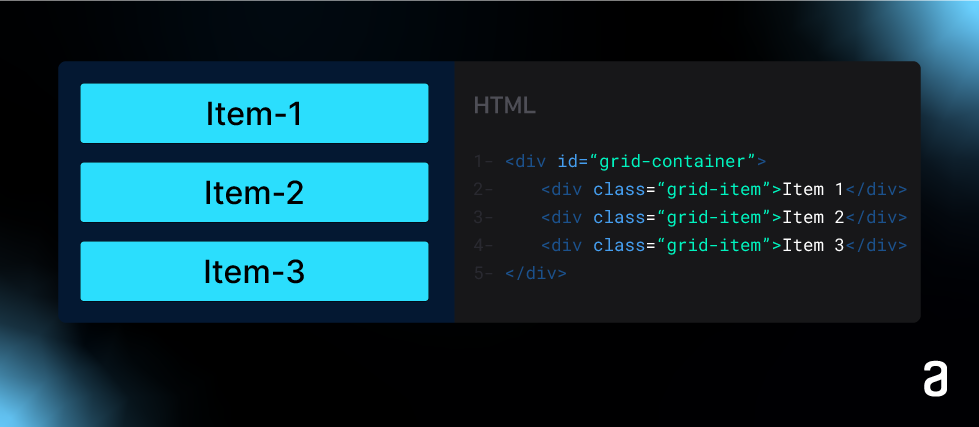 Item-1
Item-2
Item-3
HTML
1- <div id=“grid-container”>
2- <div class=“grid-item”>Item 1</div>
3- <div class=“grid-item”>Item 2</div>
4- <div class=“grid-item”>Item 3</div>
5- </div>
a